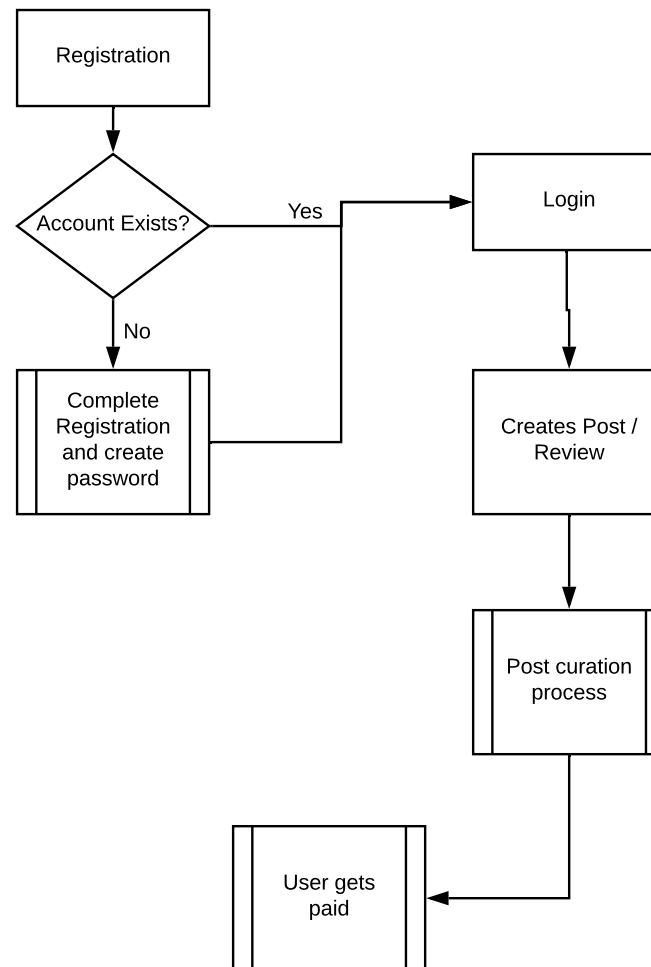 Registration
Account Exists?
Yes
No
Complete
Registration
and create
password
Login
Creates Post /
Review
Post curation
process
User gets
paid